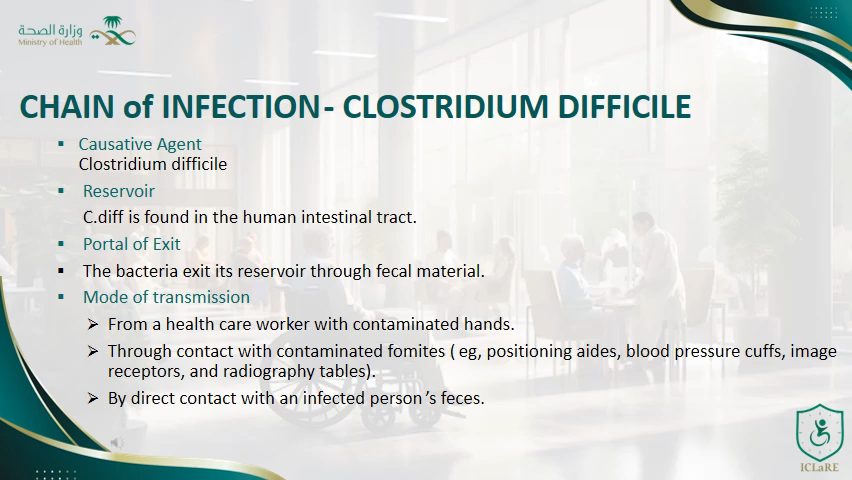 وزارة الصحة
Ministry of Health
CHAIN of INFECTION- CLOSTRIDIUM DIFFICILE
▪ Causative Agent
Clostridium difficile
▪ Reservoir
C.diff is found in the human intestinal tract.
▪ Portal of Exit
▪ The bacteria exit its reservoir through fecal material.
▪ Mode of transmission
➢ From a health care worker with contaminated hands.
➢ Through contact with contaminated fomites ( eg, positioning aides, blood pressure cuffs, image
receptors, and radiography tables).
➢ By direct contact with an infected person’s feces.
ICLaRE